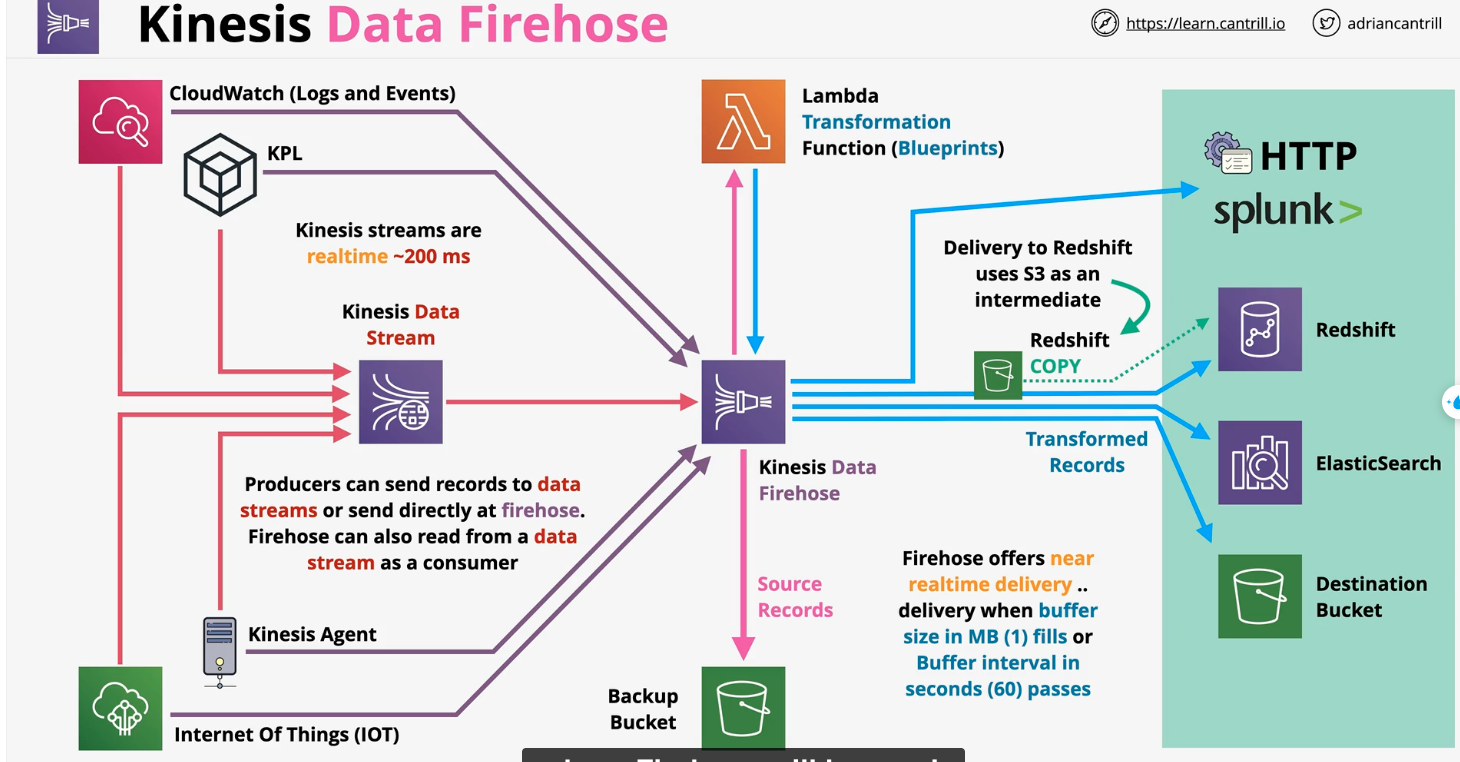 Kinesis Data Firehose
https://learn.cantrill.io
adriancantrill
CloudWatch (Logs and Events)
KPL
Kinesis streams are
realtime ~200 ms
Kinesis Data
Stream
Producers can send records to data
streams or send directly at firehose.
Firehose can also read from a data
stream as a consumer
Kinesis Agent
Internet Of Things (IOT)
Lambda
Transformation
Function (Blueprints)
Kinesis Data
Firehose
Source
Records
Backup
Bucket
Delivery to Redshift
uses S3 as an
intermediate
Redshift
COPY
Transformed
Records
Firehose offers near
realtime delivery ..
delivery when buffer
size in MB (1) fills or
Buffer interval in
seconds (60) passes
HTTP
splunk>
Redshift
ElasticSearch
Destination
Bucket